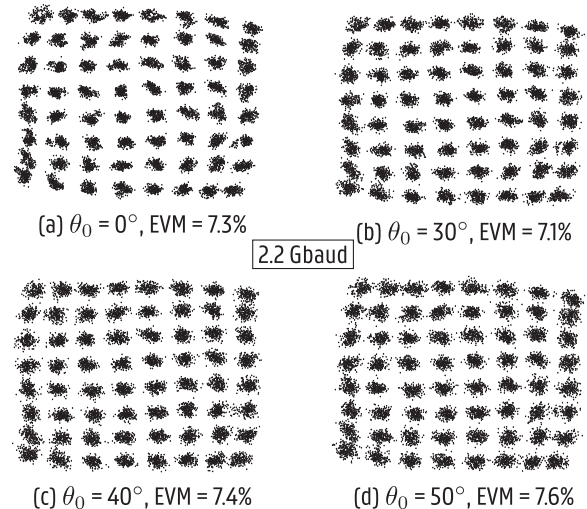 (a) θ₀ = 0°, EVM = 7.3%
(b) θ₀ = 30°, EVM = 7.1%
2.2 Gbaud
(c) θ₀ = 40°, EVM = 7.4%
(d) θ₀ = 50°, EVM = 7.6%